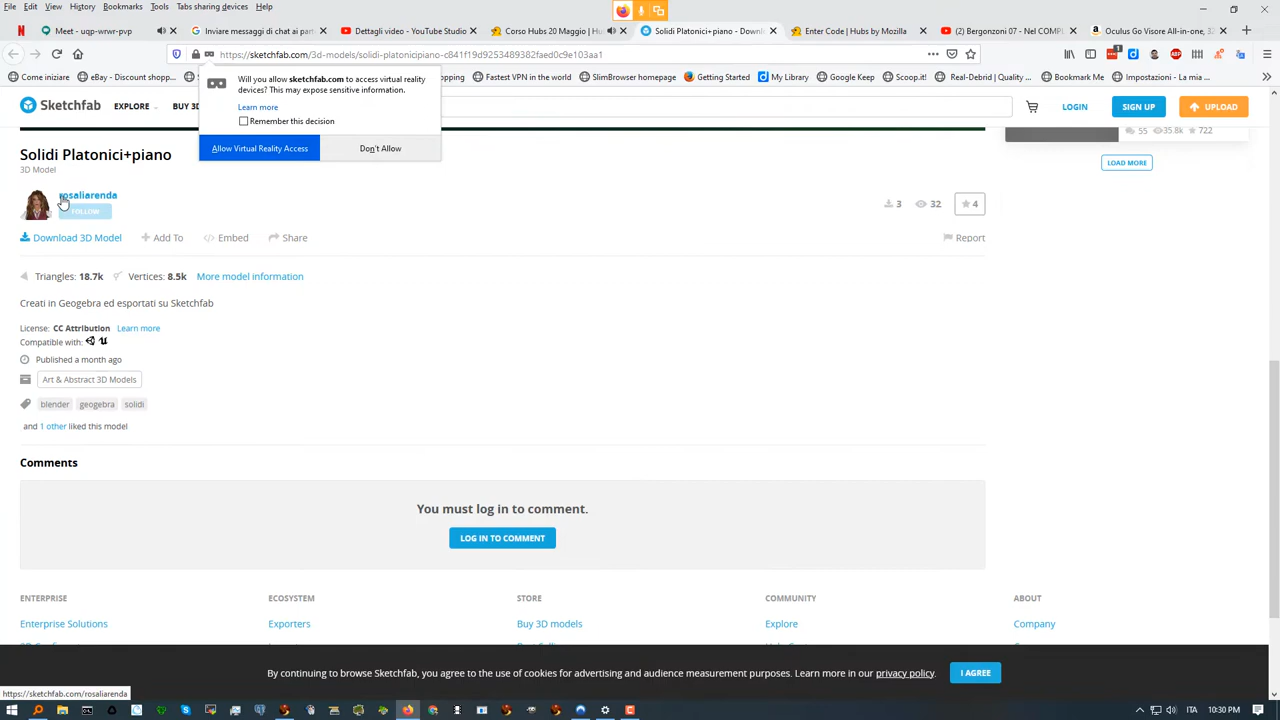 File Edit View History Bookmarks Tools Tabs sharing devices Help
Meet - uqp-wrwr-pvp
Inviare messaggi di chat ai part
Dettagli video - YouTube Studio
Corso Hubs 20 Maggio | Hu
Solidi Platonici+piano - Downl
Enter Code | Hubs by Mozilla
(2) Bergonzoni 07 - Nel COMPL
Oculus Go Visore All-in-one, 32
https://sketchfab.com/3d-models/solidi-platonicipiano-c841f19d9253489382faed0c9e103aa1
Come iniziare
eBay - Discount shopp...
Fastest VPN in the world
SlimBrowser homepage
Getting Started
My Library
Google Keep
Scoop.it!
Real-Debrid | Quality ...
Bookmark Me
Impostazioni - La mia ...
Will you allow sketchfab.com to access virtual reality
devices? This may expose sensitive information.
Learn more
Remember this decision
Allow Virtual Reality Access
Don't Allow
Sketchfab
EXPLORE
BUY 3D
LOGIN
SIGN UP
UPLOAD
55 35.8k 722
LOAD MORE
Solidi Platonici+piano
3D Model
rosaliarenda
FOLLOW
3 32 4
Download 3D Model
Add To
Embed
Share
Report
Triangles: 18.7k Vertices: 8.5k More model information
Creati in Geogebra ed esportati su Sketchfab
License: CC Attribution Learn more
Compatible with:
Published a month ago
Art & Abstract 3D Models
blender geogebra solidi
and 1 other liked this model
Comments
You must log in to comment.
LOG IN TO COMMENT
ENTERPRISE ECOSYSTEM STORE COMMUNITY ABOUT
Enterprise Solutions Exporters Buy 3D models Explore Company
By continuing to browse Sketchfab, you agree to the use of cookies for advertising and audience measurement purposes. Learn more in our privacy policy.
I AGREE
https://sketchfab.com/rosaliarenda
ITA 10:30 PM